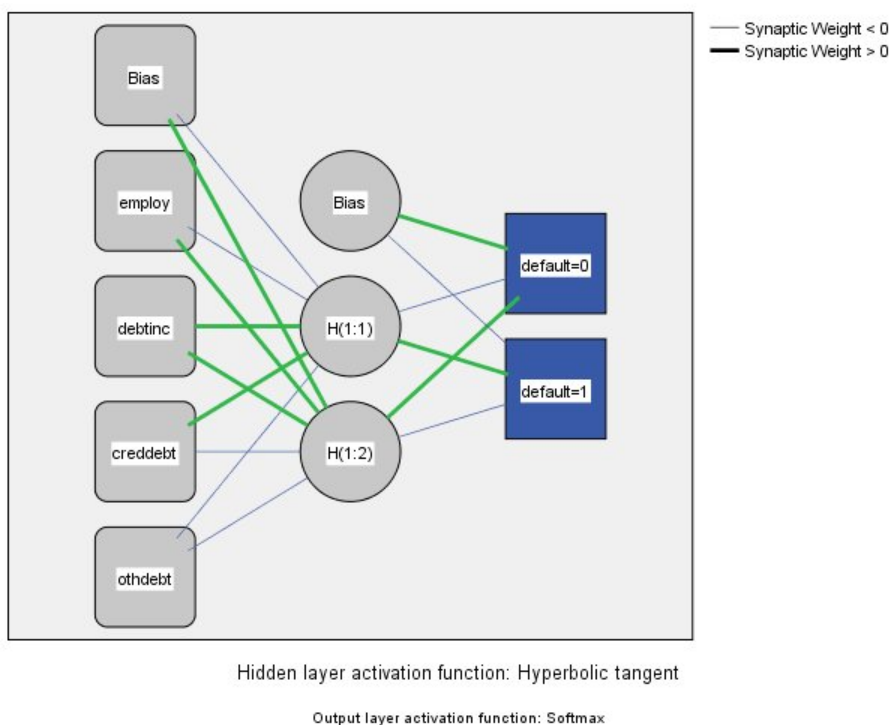 Synaptic Weight < 0
Synaptic Weight > 0
Bias
employ
debtinc
creddebt
othdebt
Bias
H(1:1)
H(1:2)
default=0
default=1
Hidden layer activation function: Hyperbolic tangent
Output layer activation function: Softmax